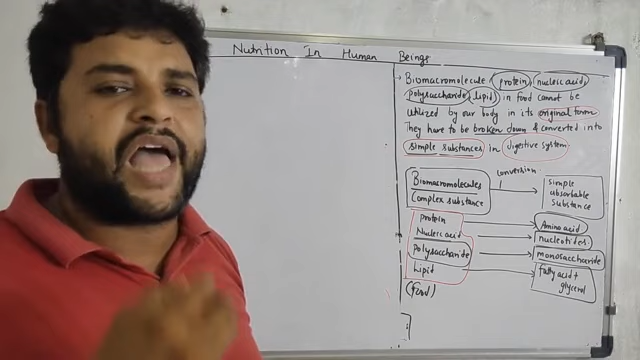 Nutrition In Human Beings
Biomacromolecule (protein, nucleic acid,
polysaccharide, Lipid) in food cannot be
utilized by our body in its original form
They have to be broken down & converted into
simple substances in digestive system
Biomacromolecules
Complex substance
conversion
simple
absorbable
substance
protein
Amino acid
Nucleic acid
nucleotides
polysaccharide
monosaccharide
Lipid
fatty acid +
glycerol
(food)